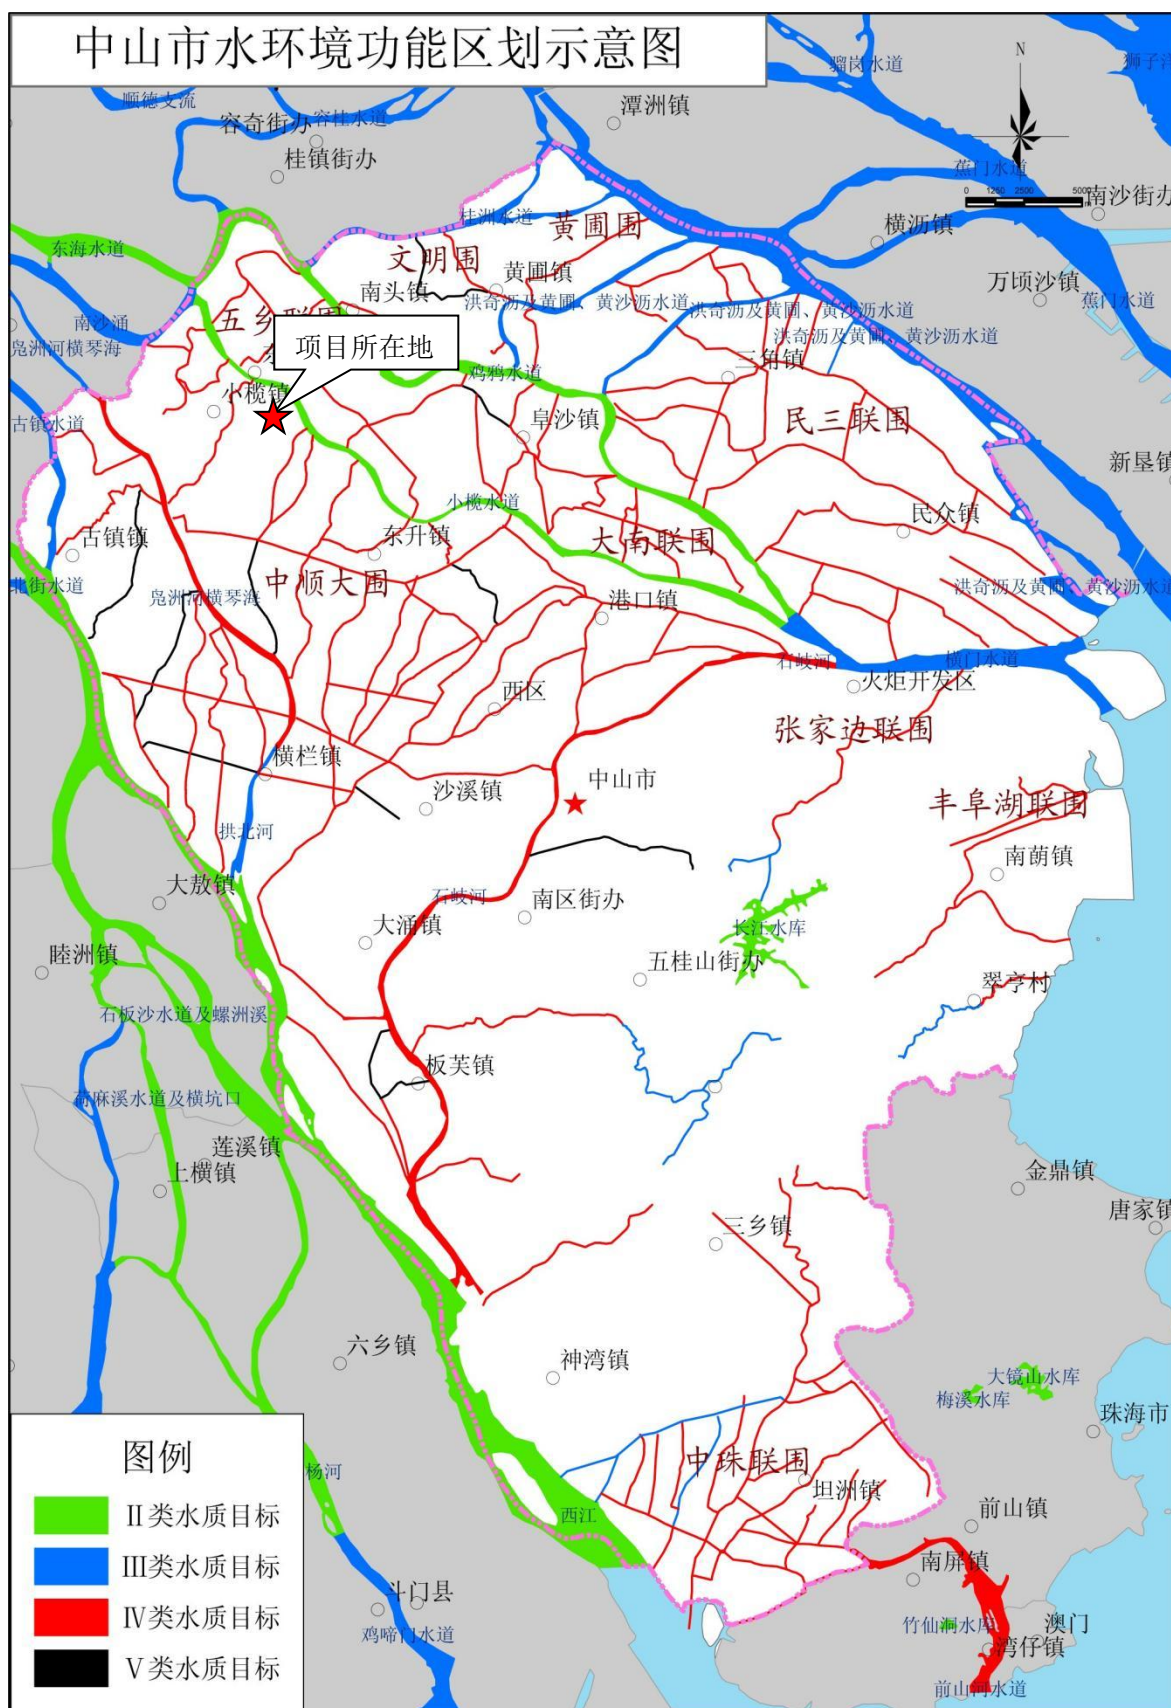 中山市水环境功能区划示意图
骝岗水道
狮子洋
顺德支流
容奇街办
容桂水道
潭洲镇
N
桂镇街办
蕉门水道
0 1250 2500 5000
南沙街办
桂洲水道
黄圃围
横沥镇
东海水道
文明围
黄圃镇
万顷沙镇
南头镇
洪奇沥及黄圃、黄沙沥水道
洪奇沥及黄圃、黄沙沥水道
蕉门水道
南沙涌
五乡联围
洪奇沥及黄圃、黄沙沥水道
凫洲河横琴海
项目所在地
三角镇
鸡鸦水道
小榄镇
古镇水道
阜沙镇
民三联围
新垦镇
小榄水道
民众镇
古镇镇
东升镇
大南联围
北街水道
中顺大围
洪奇沥及黄圃、黄沙沥水道
凫洲河横琴海
港口镇
石岐河
横门水道
西区
火炬开发区
张家边联围
横栏镇
中山市
沙溪镇
丰阜湖联围
拱北河
南蓢镇
大敖镇
石岐河
南区街办
长江水库
大涌镇
睦洲镇
五桂山街办
翠亨村
石板沙水道及螺洲溪
板芙镇
荷麻溪水道及横坑口
莲溪镇
上横镇
金鼎镇
唐家镇
三乡镇
六乡镇
神湾镇
大镜山水库
梅溪水库
珠海市
图例
中珠联围
杨河
坦洲镇
II类水质目标
西江
前山镇
III类水质目标
南屏镇
斗门县
IV类水质目标
竹仙洞水库
澳门
鸡啼门水道
湾仔镇
V类水质目标
前山河水道